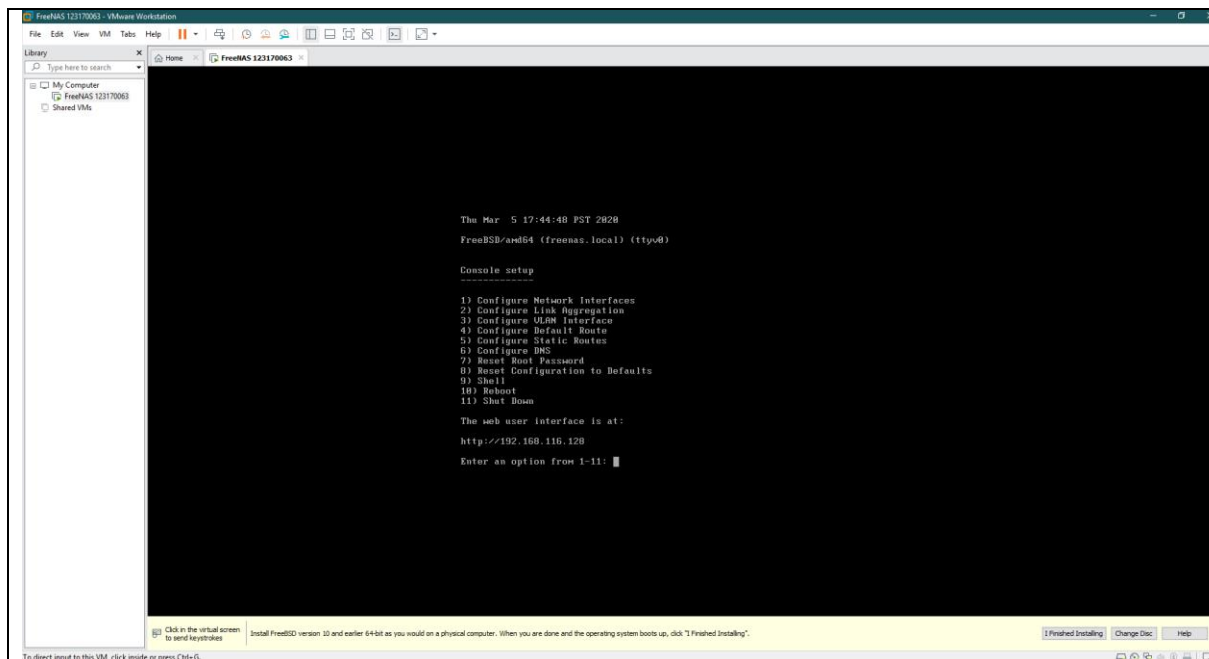 FreeNAS 123170063 - VMware Workstation
File Edit View VM Tabs Help
Library
Type here to search
My Computer
FreeNAS 123170063
Shared VMs
Home
FreeNAS 123170063
Thu Mar 5 17:44:48 PST 2020
FreeBSD/amd64 (freenas.local) (ttyv0)
Console setup
-------------
1) Configure Network Interfaces
2) Configure Link Aggregation
3) Configure VLAN Interface
4) Configure Default Route
5) Configure Static Routes
6) Configure DNS
7) Reset Root Password
8) Reset Configuration to Defaults
9) Shell
10) Reboot
11) Shut Down
The web user interface is at:
http://192.168.116.128
Enter an option from 1-11:
Click in the virtual screen
to send keystrokes
Install FreeBSD version 10 and earlier 64-bit as you would on a physical computer. When you are done and the operating system boots up, click "I Finished Installing".
I Finished Installing
Change Disc
Help
To direct input to this VM, click inside or press Ctrl+G.